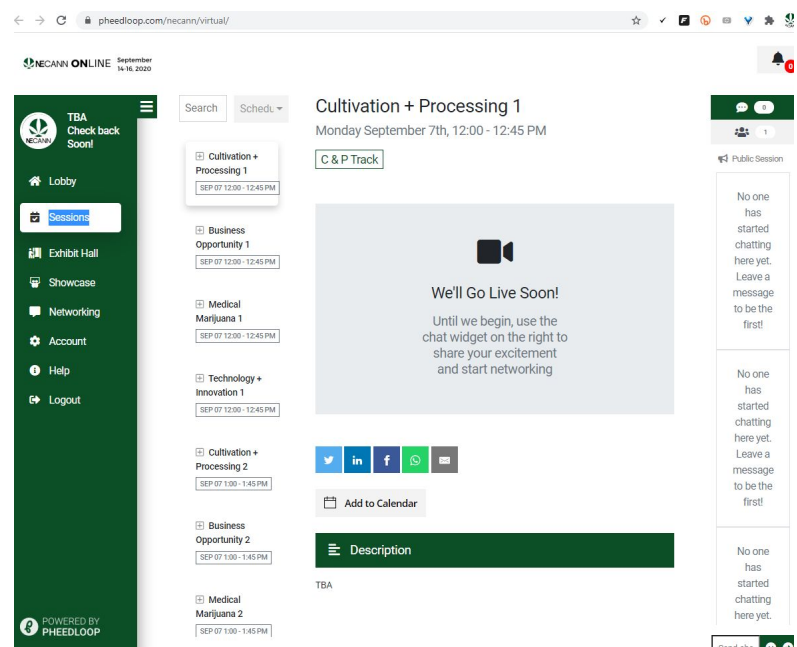 pheedloop.com/necann/virtual/
NECANN ONLINE September
14-16, 2020
0
NECANN
TBA
Check back
Soon!
Lobby
Sessions
Exhibit Hall
Showcase
Networking
Account
Help
Logout
POWERED BY
PHEEDLOOP
Search
Cultivation +
Processing 1
SEP 07 12:00 - 12:45 PM
Business
Opportunity 1
SEP 07 12:00 - 12:45 PM
Medical
Marijuana 1
SEP 07 12:00 - 12:45 PM
Technology +
Innovation 1
SEP 07 12:00 - 12:45 PM
Cultivation +
Processing 2
SEP 07 1:00 - 1:45 PM
Business
Opportunity 2
SEP 07 1:00 - 1:45 PM
Medical
Marijuana 2
SEP 07 1:00 - 1:45 PM
Cultivation + Processing 1
Monday September 7th, 12:00 - 12:45 PM
C & P Track
We'll Go Live Soon!
Until we begin, use the
chat widget on the right to
share your excitement
and start networking
Add to Calendar
Description
TBA
0
1
Public Session
No one
has
started
chatting
here yet.
Leave a
message
to be the
first!
No one
has
started
chatting
here yet.
Leave a
message
to be the
first!
No one
has
started
chatting
here yet.